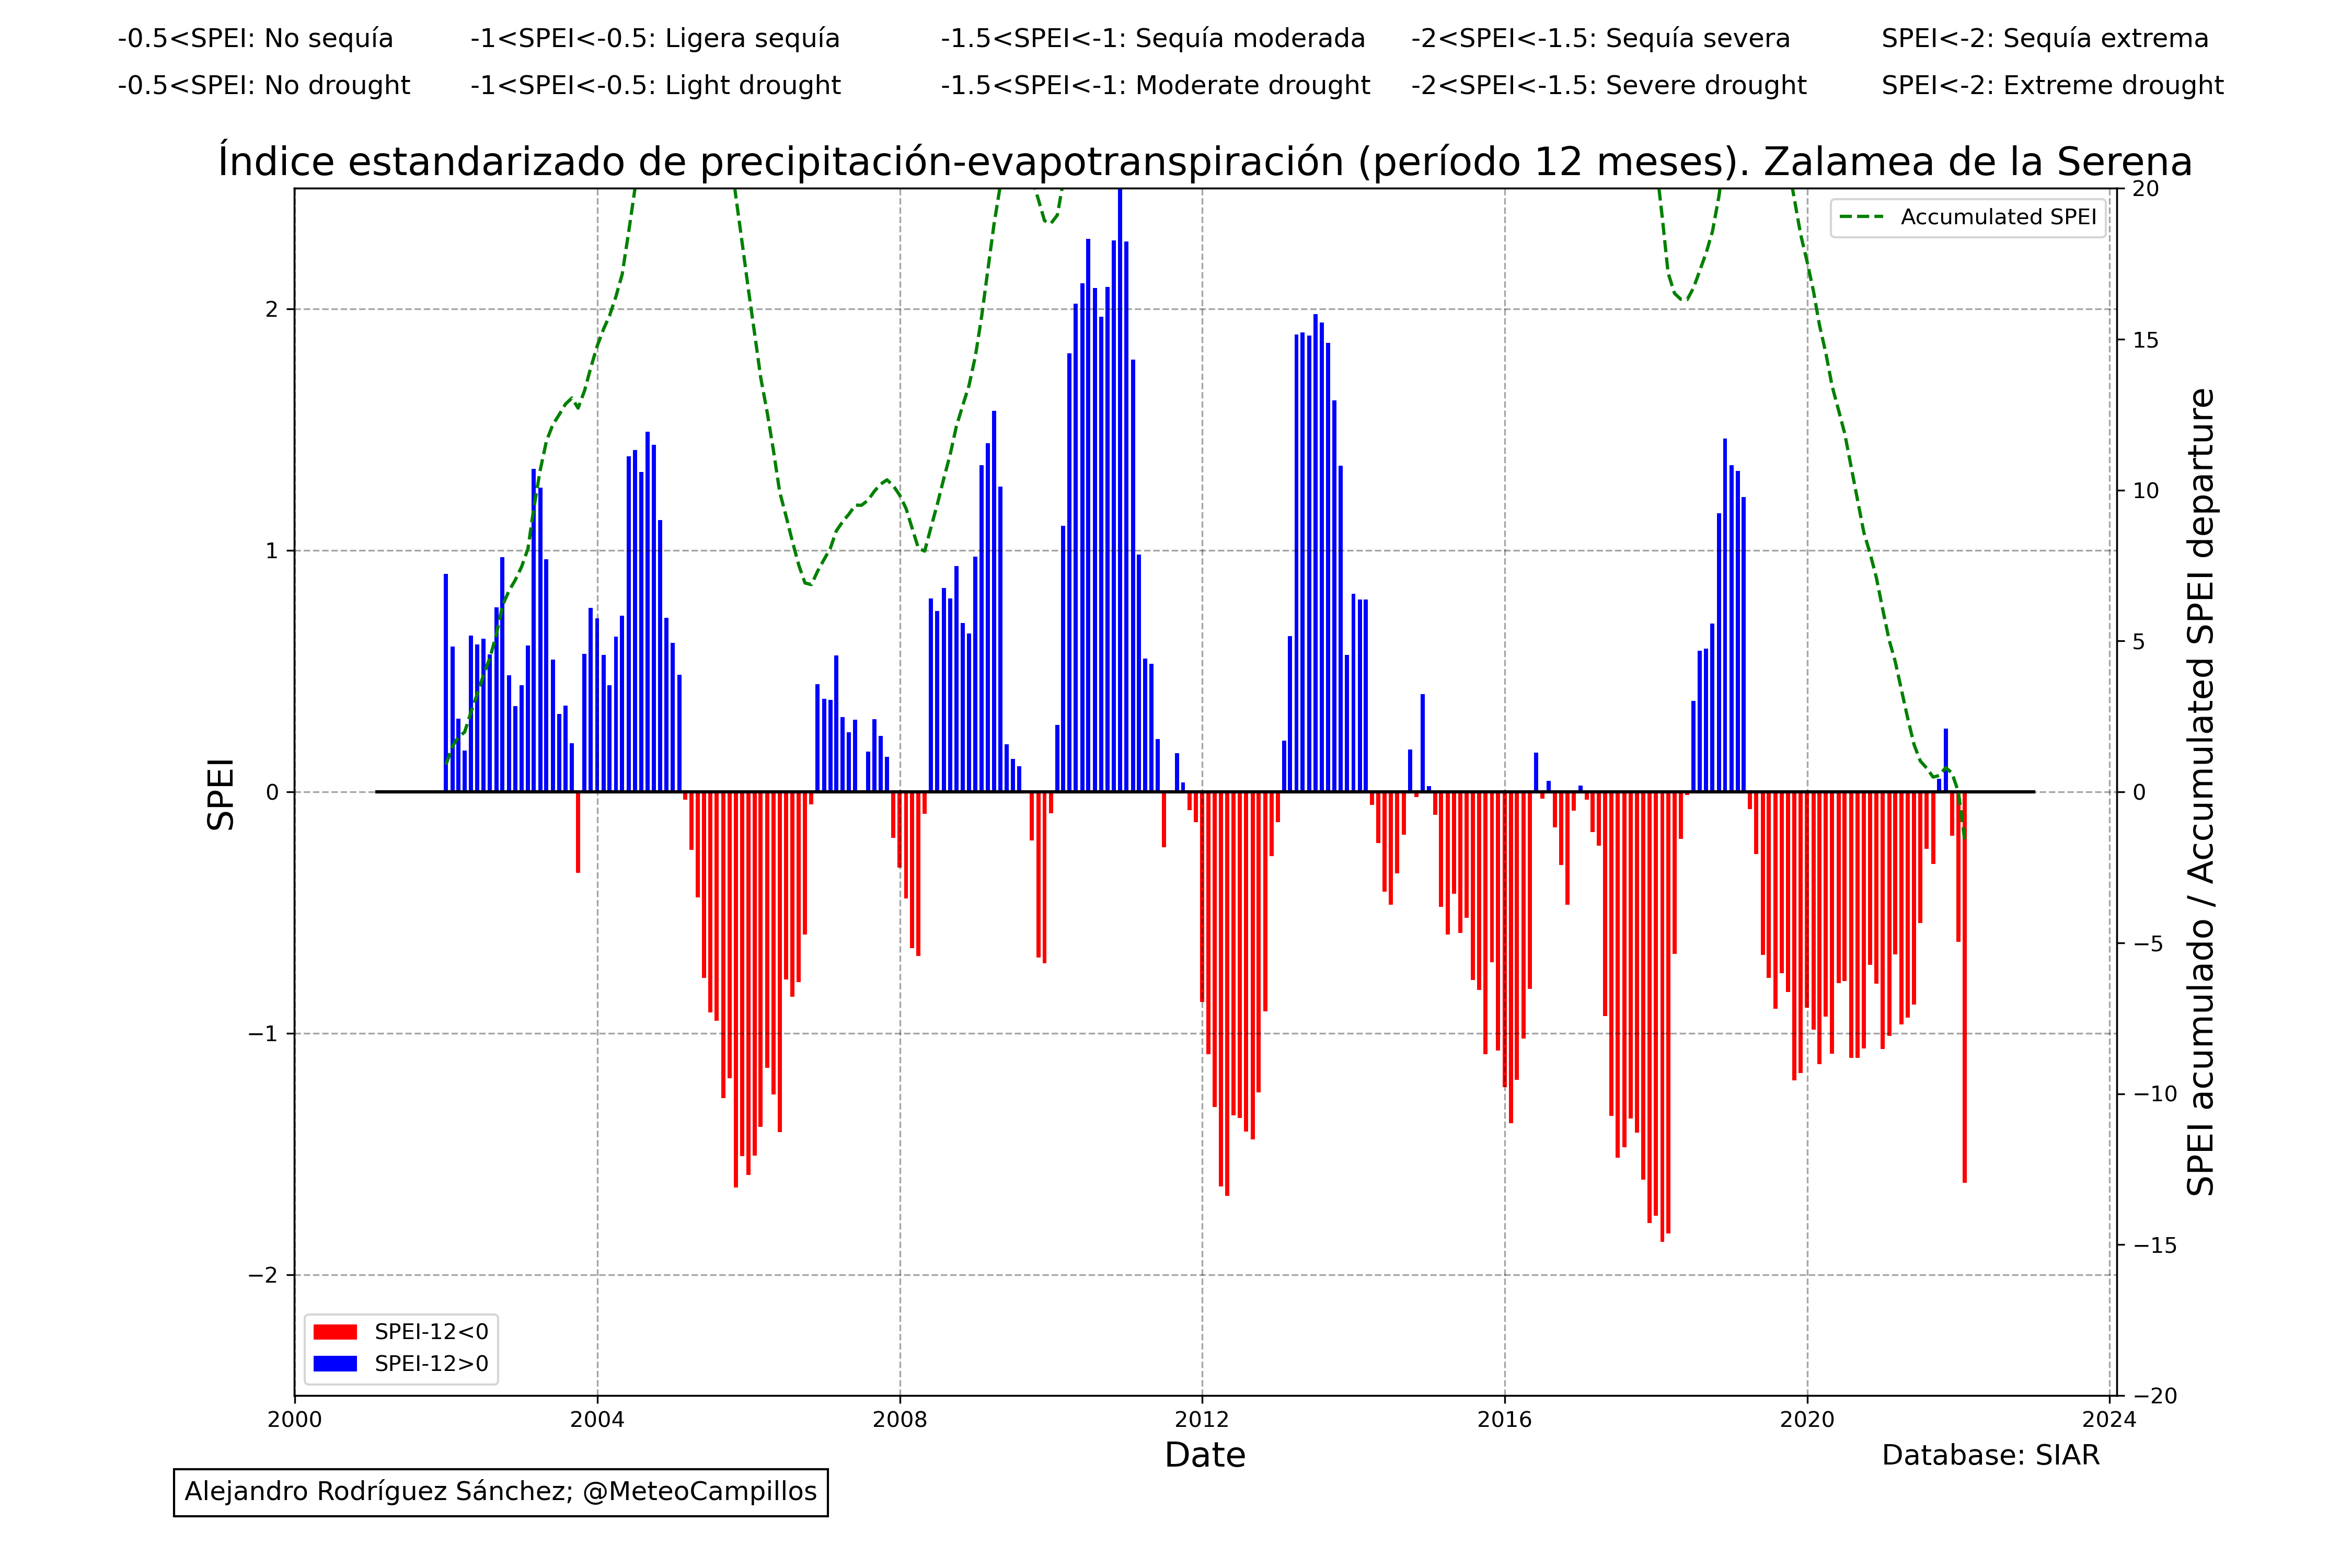 -0.5<SPEI: No sequía -1<SPEI<-0.5: Ligera sequía -1.5<SPEI<-1: Sequía moderada -2<SPEI<-1.5: Sequía severa SPEI<-2: Sequía extrema
-0.5<SPEI: No drought -1<SPEI<-0.5: Light drought -1.5<SPEI<-1: Moderate drought -2<SPEI<-1.5: Severe drought SPEI<-2: Extreme drought
Índice estandarizado de precipitación-evapotranspiración (período 12 meses). Zalamea de la Serena
Accumulated SPEI
SPEI
2
1
0
−1
−2
20
15
10
5
0
−5
−10
−15
−20
SPEI acumulado / Accumulated SPEI departure
SPEI-12<0
SPEI-12>0
2000 2004 2008 2012 2016 2020 2024
Date
Database: SIAR
Alejandro Rodríguez Sánchez; @MeteoCampillos